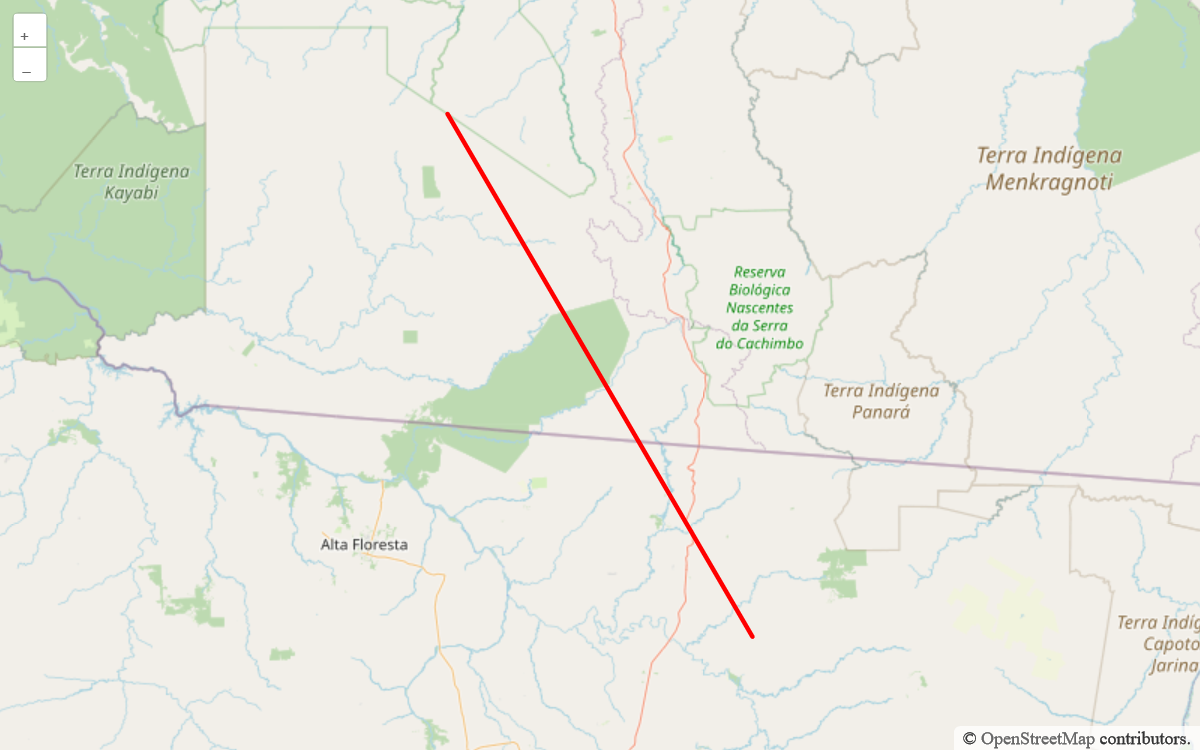 +
–
Terra Indígena
Kayabi
Terra Indígena
Menkragnoti
Reserva
Biológica
Nascentes
da Serra
do Cachimbo
Terra Indígena
Panará
Alta Floresta
Terra Indíg
Capoto
Jarina
© OpenStreetMap contributors.